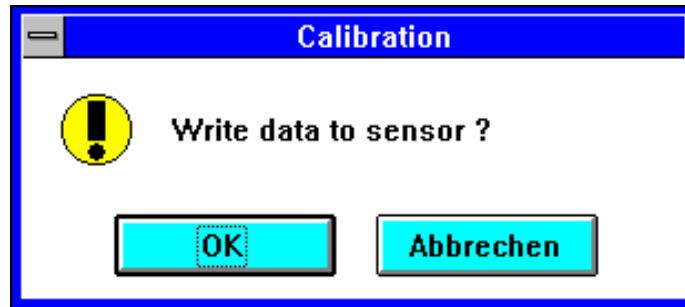 Calibration
Write data to sensor ?
OK Abbrechen